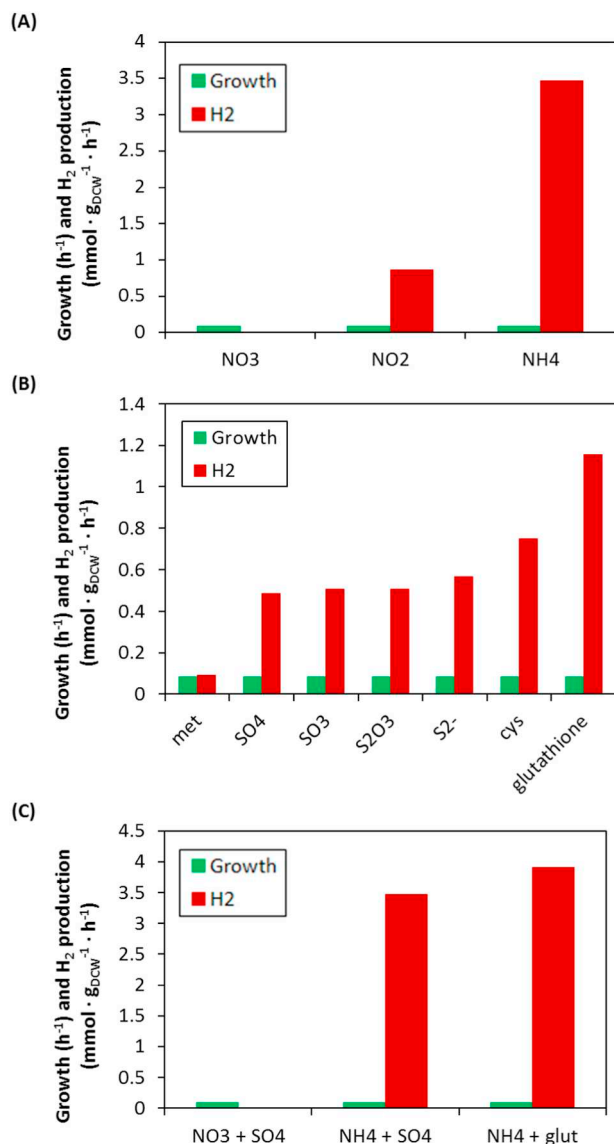 (A)
Growth (h⁻¹) and H₂ production
(mmol · g_DCW⁻¹ · h⁻¹)
4
3.5
3
2.5
2
1.5
1
0.5
0
Growth
H2
NO3 NO2 NH4
(B)
Growth (h⁻¹) and H₂ production
(mmol · g_DCW⁻¹ · h⁻¹)
1.4
1.2
1
0.8
0.6
0.4
0.2
0
Growth
H2
met SO4 SO3 S2O3 S2- cys glutathione
(C)
Growth (h⁻¹) and H₂ production
(mmol · g_DCW⁻¹ · h⁻¹)
4.5
4
3.5
3
2.5
2
1.5
1
0.5
0
Growth
H2
NO3 + SO4 NH4 + SO4 NH4 + glut